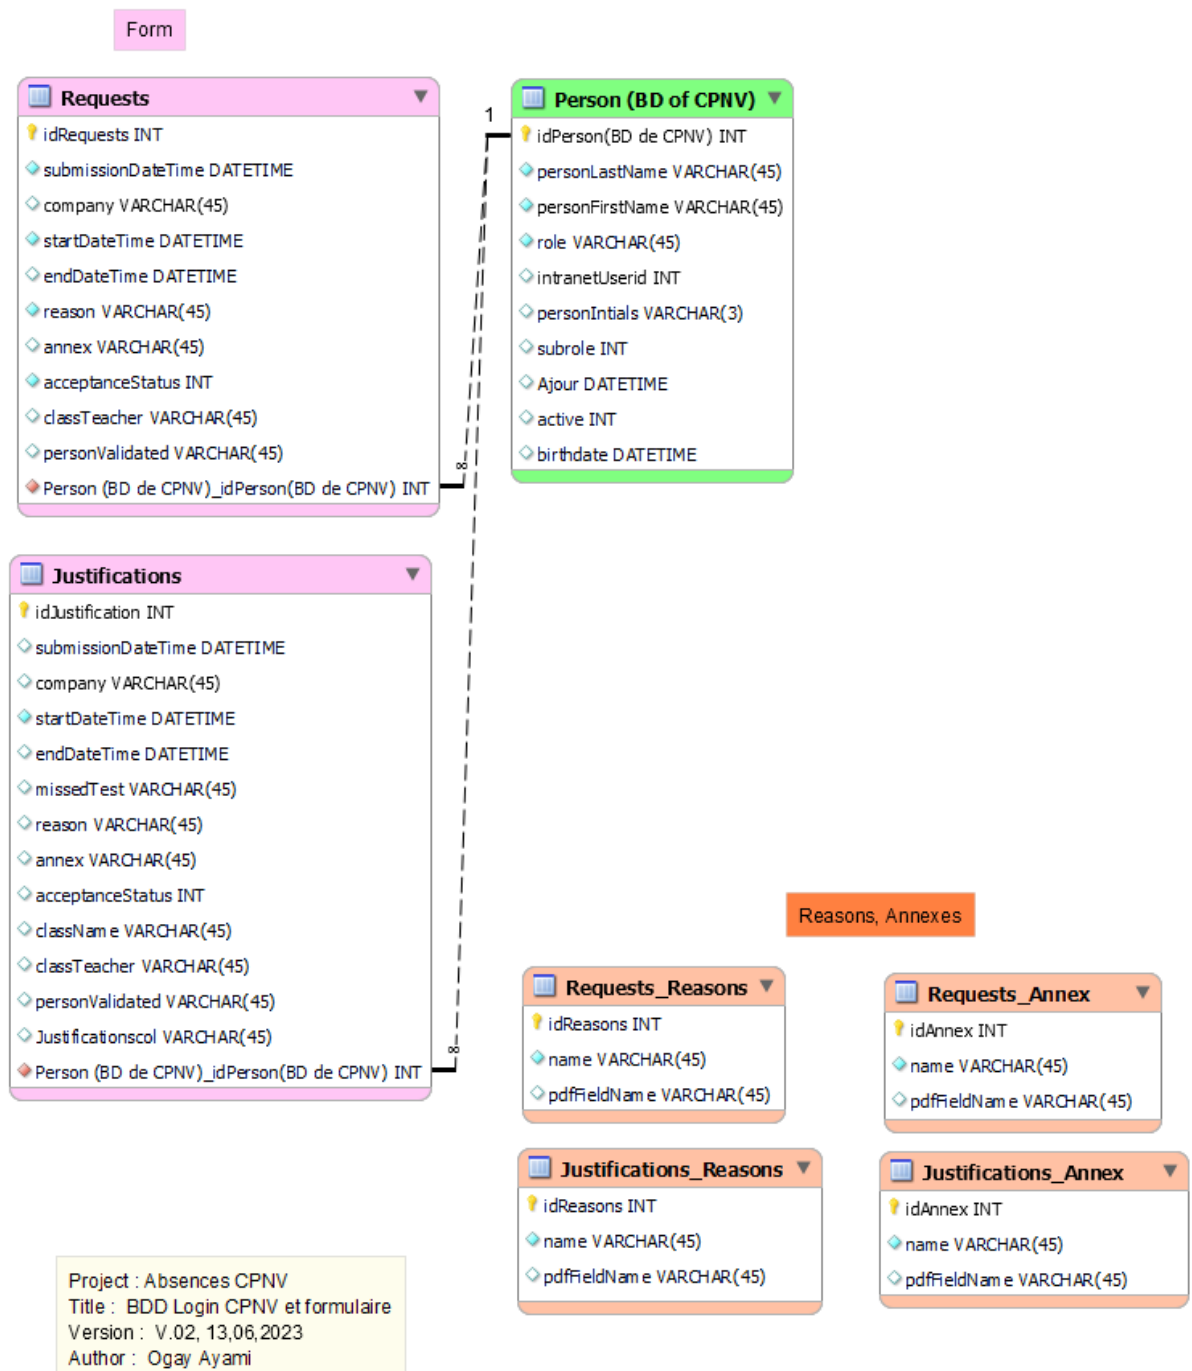 Form
Requests
idRequests INT
submissionDateTime DATETIME
company VARCHAR(45)
startDateTime DATETIME
endDateTime DATETIME
reason VARCHAR(45)
annex VARCHAR(45)
acceptanceStatus INT
classTeacher VARCHAR(45)
personValidated VARCHAR(45)
Person (BD de CPNV)_idPerson(BD de CPNV) INT
1
∞
Person (BD of CPNV)
idPerson(BD de CPNV) INT
personLastName VARCHAR(45)
personFirstName VARCHAR(45)
role VARCHAR(45)
intranetUserid INT
personIntials VARCHAR(3)
subrole INT
Ajour DATETIME
active INT
birthdate DATETIME
Justifications
idJustification INT
submissionDateTime DATETIME
company VARCHAR(45)
startDateTime DATETIME
endDateTime DATETIME
missedTest VARCHAR(45)
reason VARCHAR(45)
annex VARCHAR(45)
acceptanceStatus INT
className VARCHAR(45)
classTeacher VARCHAR(45)
personValidated VARCHAR(45)
Justificationscol VARCHAR(45)
Person (BD de CPNV)_idPerson(BD de CPNV) INT
∞
Reasons, Annexes
Requests_Reasons
idReasons INT
name VARCHAR(45)
pdfFieldName VARCHAR(45)
Requests_Annex
idAnnex INT
name VARCHAR(45)
pdfFieldName VARCHAR(45)
Justifications_Reasons
idReasons INT
name VARCHAR(45)
pdfFieldName VARCHAR(45)
Justifications_Annex
idAnnex INT
name VARCHAR(45)
pdfFieldName VARCHAR(45)
Project : Absences CPNV
Title : BDD Login CPNV et formulaire
Version : V.02, 13,06,2023
Author : Ogay Ayami